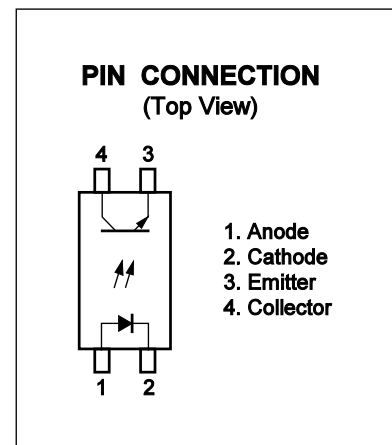 PIN CONNECTION
(Top View)
4 3
1. Anode
2. Cathode
3. Emitter
4. Collector
1 2